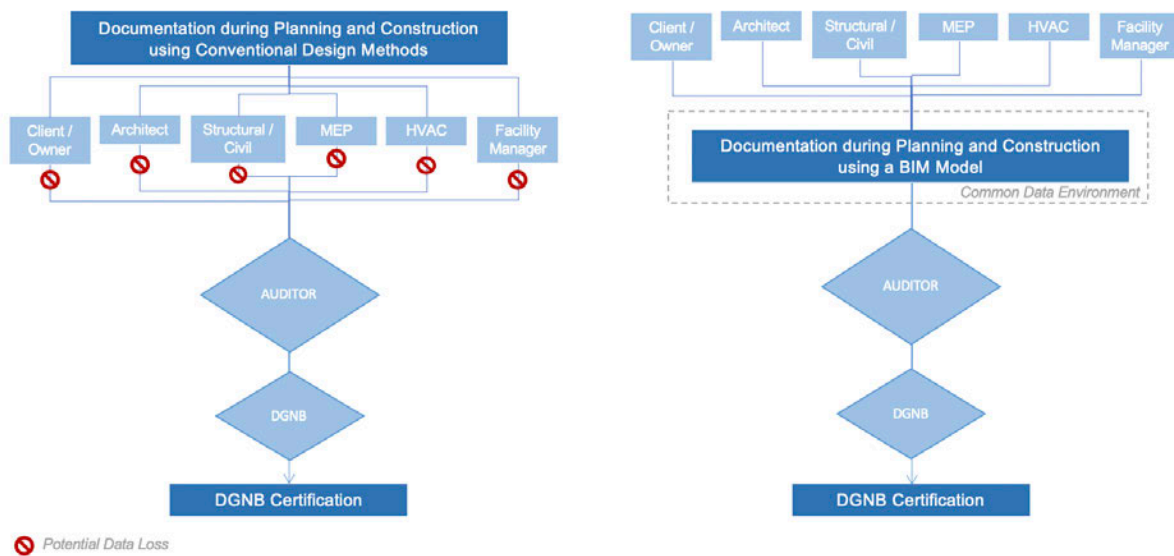 Documentation during Planning and Construction
using Conventional Design Methods
Client /
Owner
Architect
Structural /
Civil
MEP
HVAC
Facility
Manager
AUDITOR
DGNB
DGNB Certification
Potential Data Loss
Client /
Owner
Architect
Structural /
Civil
MEP
HVAC
Facility
Manager
Documentation during Planning and Construction
using a BIM Model
Common Data Environment
AUDITOR
DGNB
DGNB Certification